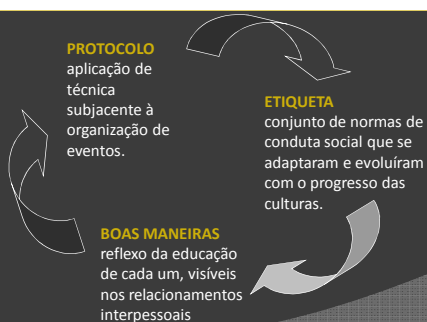 PROTOCOLO
aplicação de
técnica
subjacente à
organização de
eventos.
ETIQUETA
conjunto de normas de
conduta social que se
adaptaram e evoluíram
com o progresso das
culturas.
BOAS MANEIRAS
reflexo da educação
de cada um, visíveis
nos relacionamentos
interpessoais